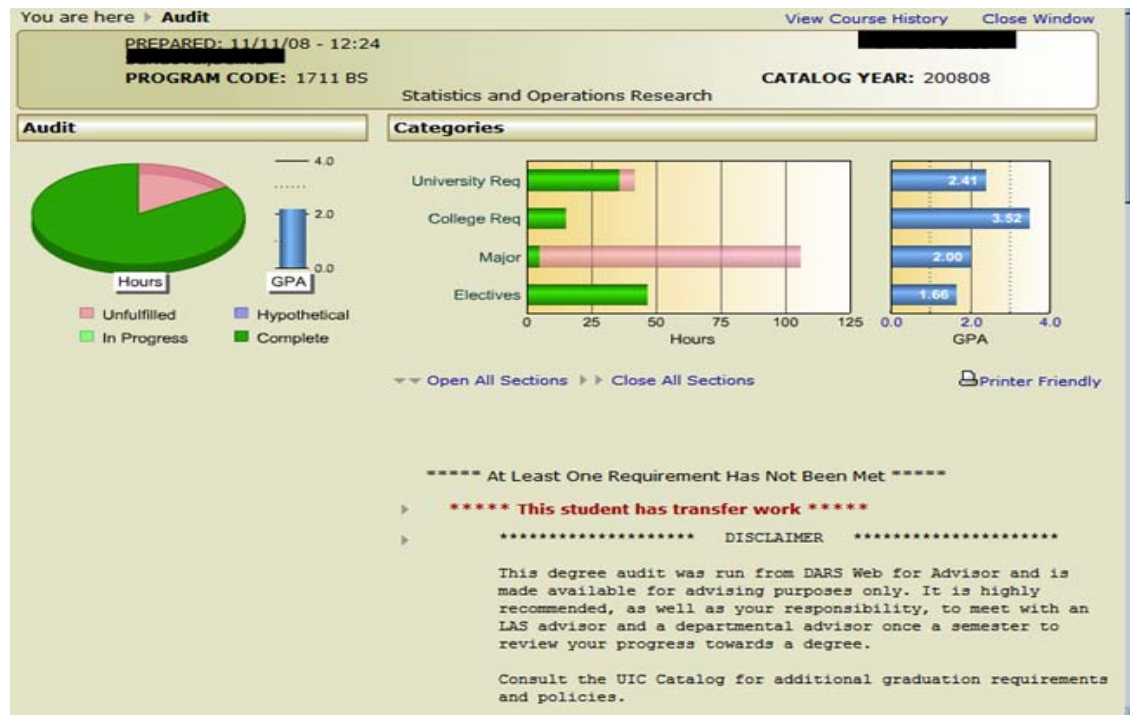 You are here Audit
View Course History Close Window
PREPARED: 11/11/08 - 12:24
PROGRAM CODE: 1711 BS
CATALOG YEAR: 200808
Statistics and Operations Research
Audit
Categories
4.0
2.0
0.0
Hours
GPA
Unfulfilled
Hypothetical
In Progress
Complete
University Req
College Req
Major
Electives
0 25 50 75 100 125
Hours
2.41
3.52
2.00
1.66
0.0 2.0 4.0
GPA
Open All Sections Close All Sections
Printer Friendly
***** At Least One Requirement Has Not Been Met *****
***** This student has transfer work *****
******************** DISCLAIMER *********************
This degree audit was run from DARS Web for Advisor and is
made available for advising purposes only. It is highly
recommended, as well as your responsibility, to meet with an
LAS advisor and a departmental advisor once a semester to
review your progress towards a degree.
Consult the UIC Catalog for additional graduation requirements
and policies.